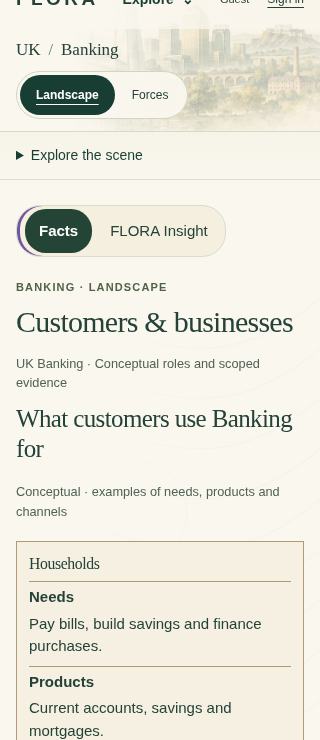 FLORA Explore Guest Sign in
UK / Banking
Landscape Forces
Explore the scene
Facts FLORA Insight
BANKING · LANDSCAPE
Customers & businesses
UK Banking · Conceptual roles and scoped
evidence
What customers use Banking
for
Conceptual · examples of needs, products and
channels
Households
Needs
Pay bills, build savings and finance
purchases.
Products
Current accounts, savings and
mortgages.